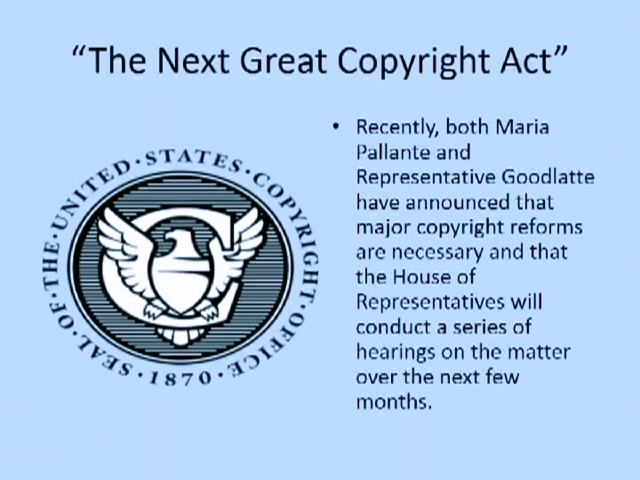 “The Next Great Copyright Act”
SEAL·OF·THE·UNITED·STATES·COPYRIGHT·OFFICE·
·1870·
• Recently, both Maria
Pallante and
Representative Goodlatte
have announced that
major copyright reforms
are necessary and that
the House of
Representatives will
conduct a series of
hearings on the matter
over the next few
months.